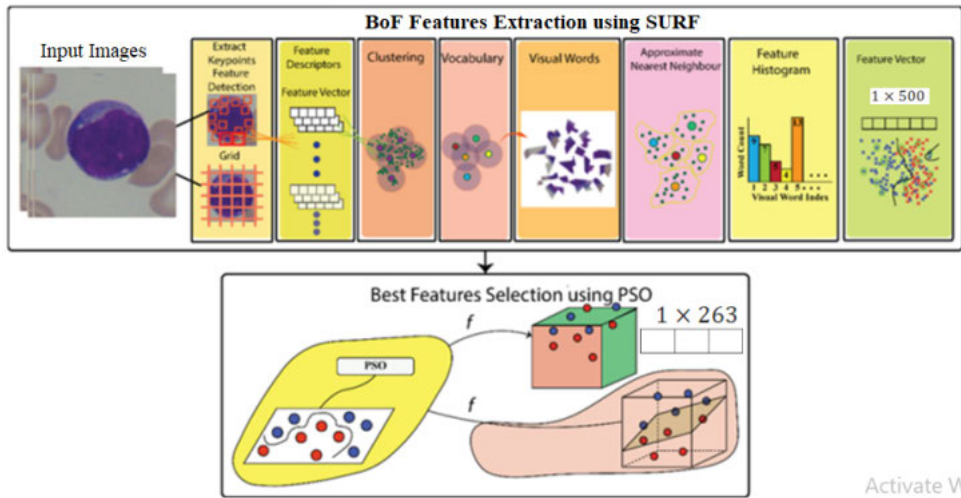 BoF Features Extraction using SURF
Input Images
Extract
Keypoints
Feature
Detection
Grid
Feature
Descriptors
Feature Vector
Clustering
Vocabulary
Visual Words
Approximate
Nearest Neighbour
Feature
Histogram
Word Count
13
4
1 2 3 4 5 • • •
Visual Word Index
Feature Vector
1 × 500
Best Features Selection using PSO
f
1 × 263
PSO
f
Activate W